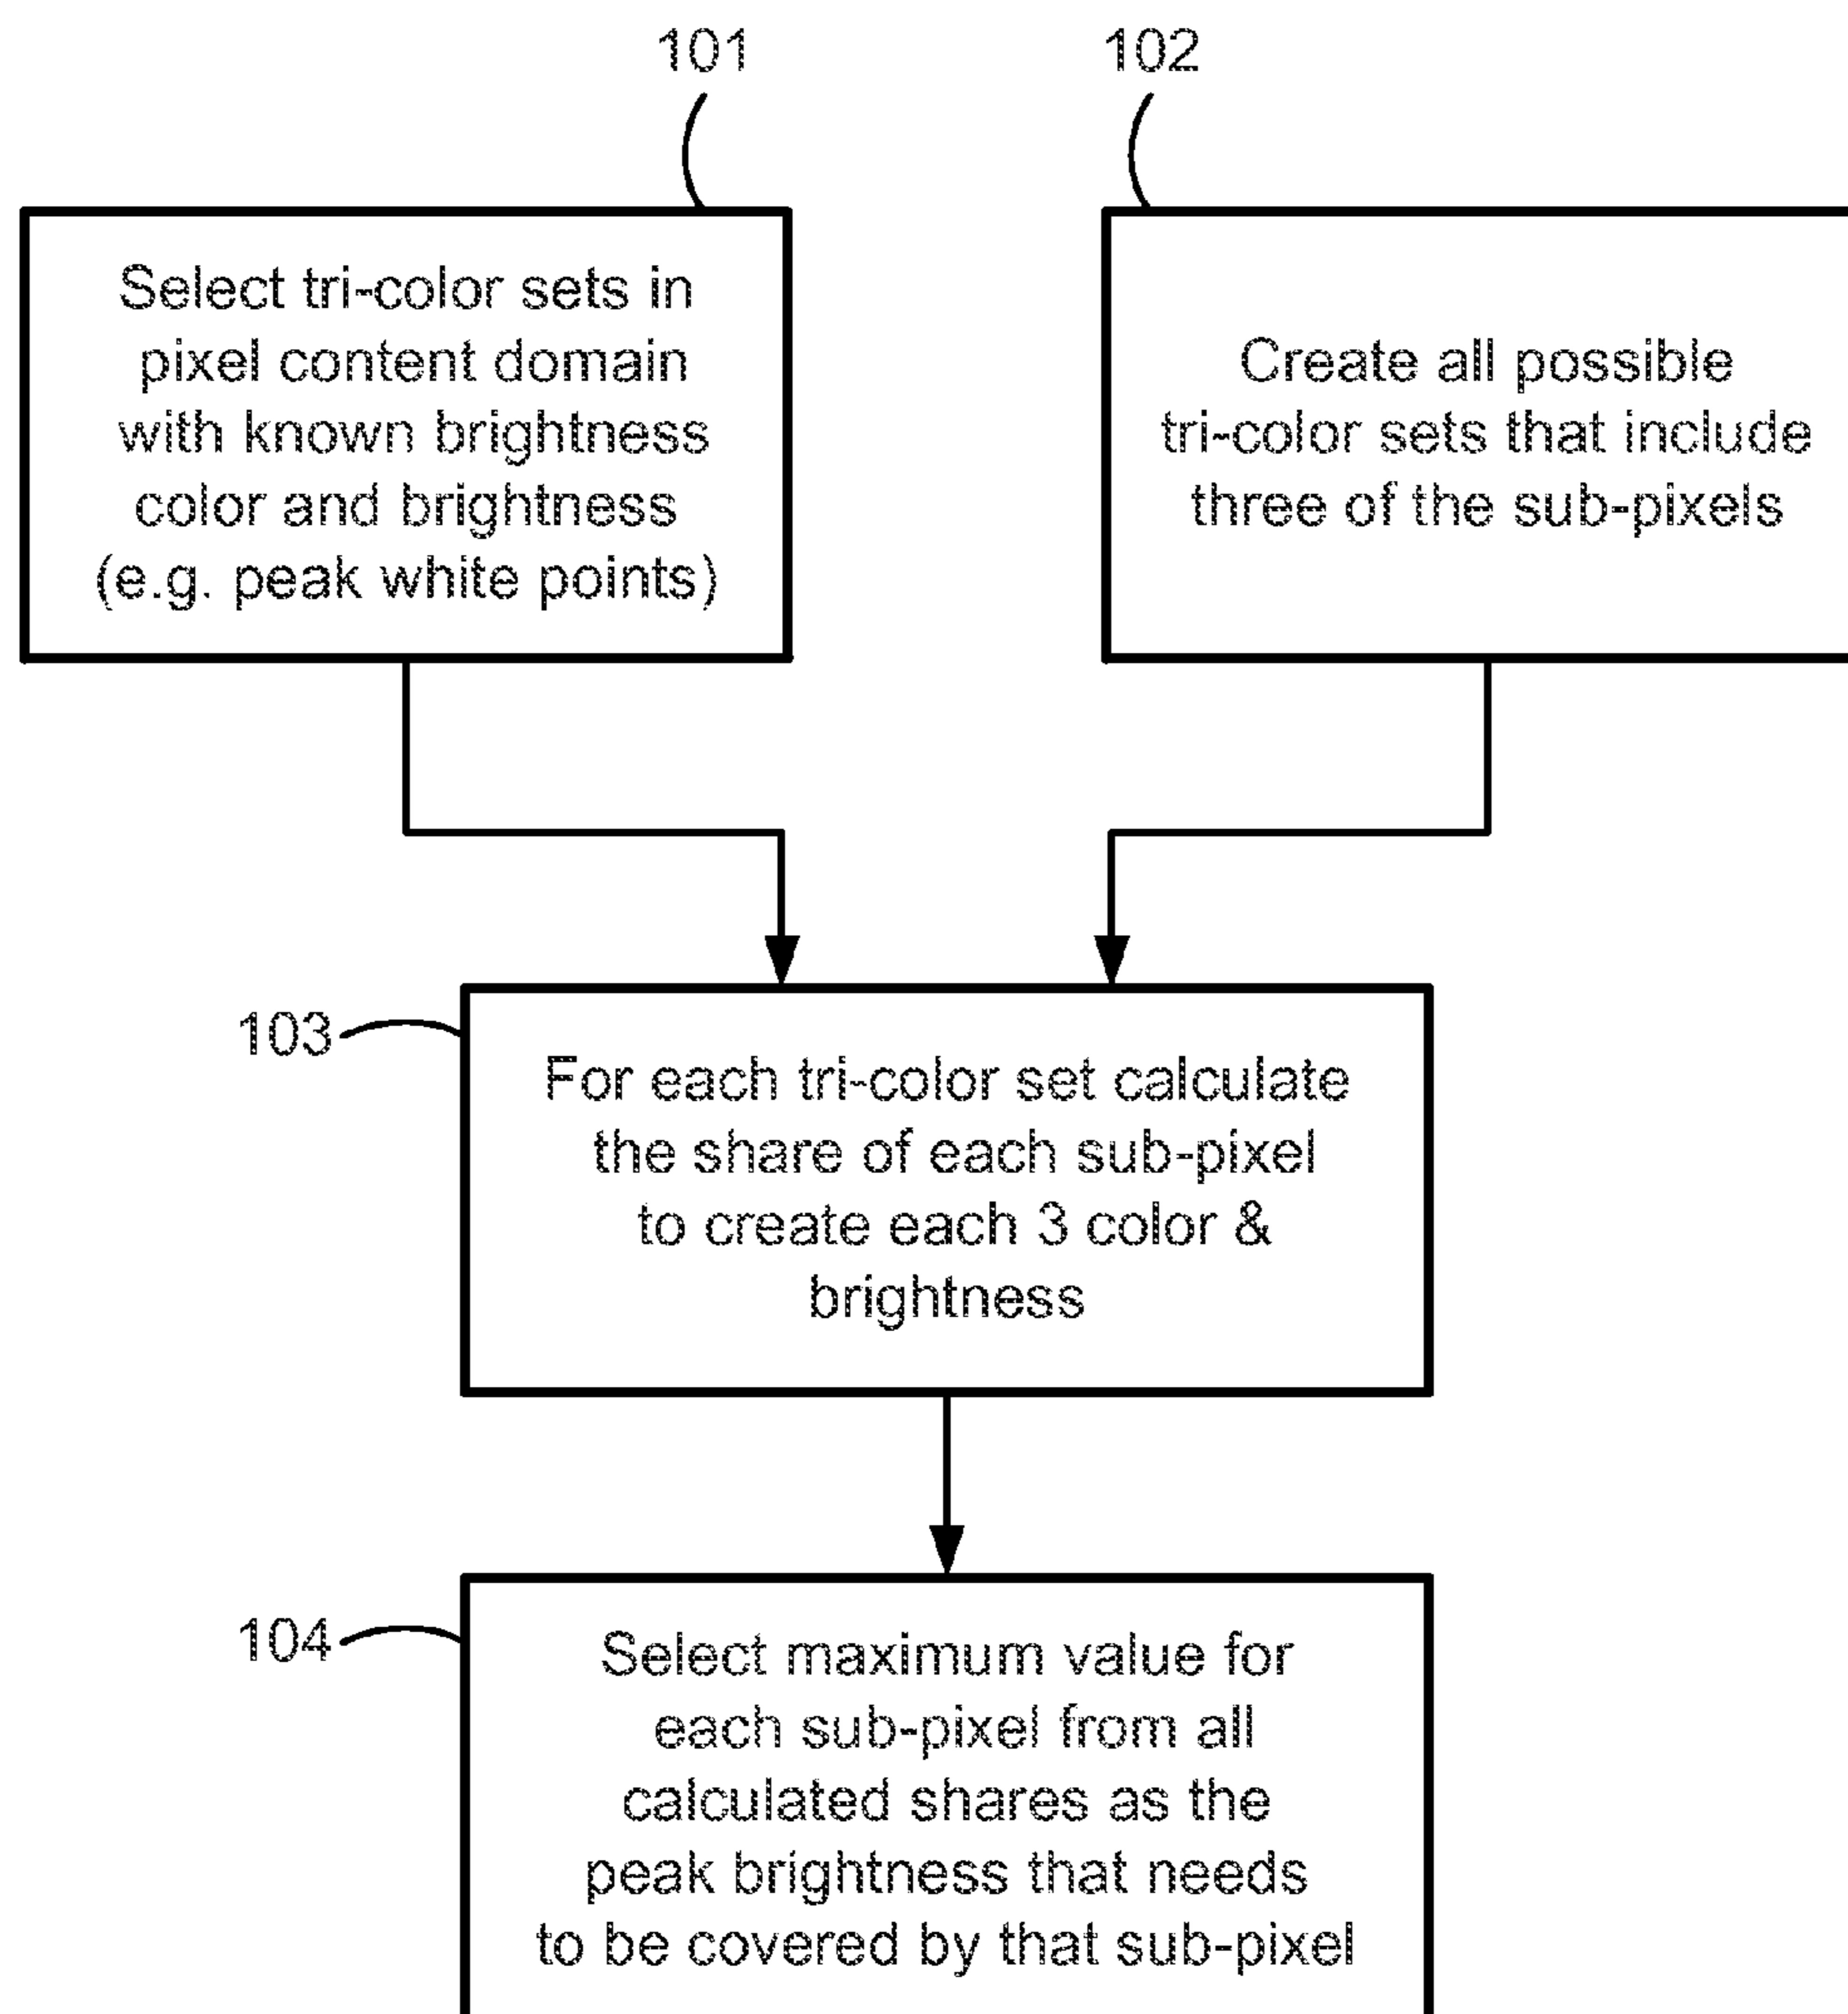 101
102
Select tri-color sets in
pixel content domain
with known brightness
color and brightness
(e.g. peak white points)
Create all possible
tri-color sets that include
three of the sub-pixels
103
For each tri-color set calculate
the share of each sub-pixel
to create each 3 color &
brightness
104
Select maximum value for
each sub-pixel from all
calculated shares as the
peak brightness that needs
to be covered by that sub-pixel